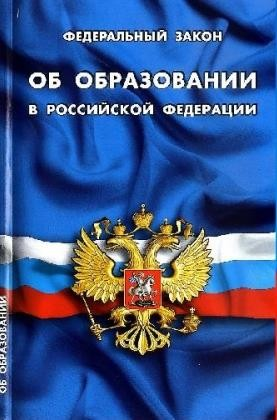 ФЕДЕРАЛЬНЫЙ ЗАКОН
ОБ ОБРАЗОВАНИИ
В РОССИЙСКОЙ ФЕДЕРАЦИИ
ОБ ОБРАЗОВАНИИ